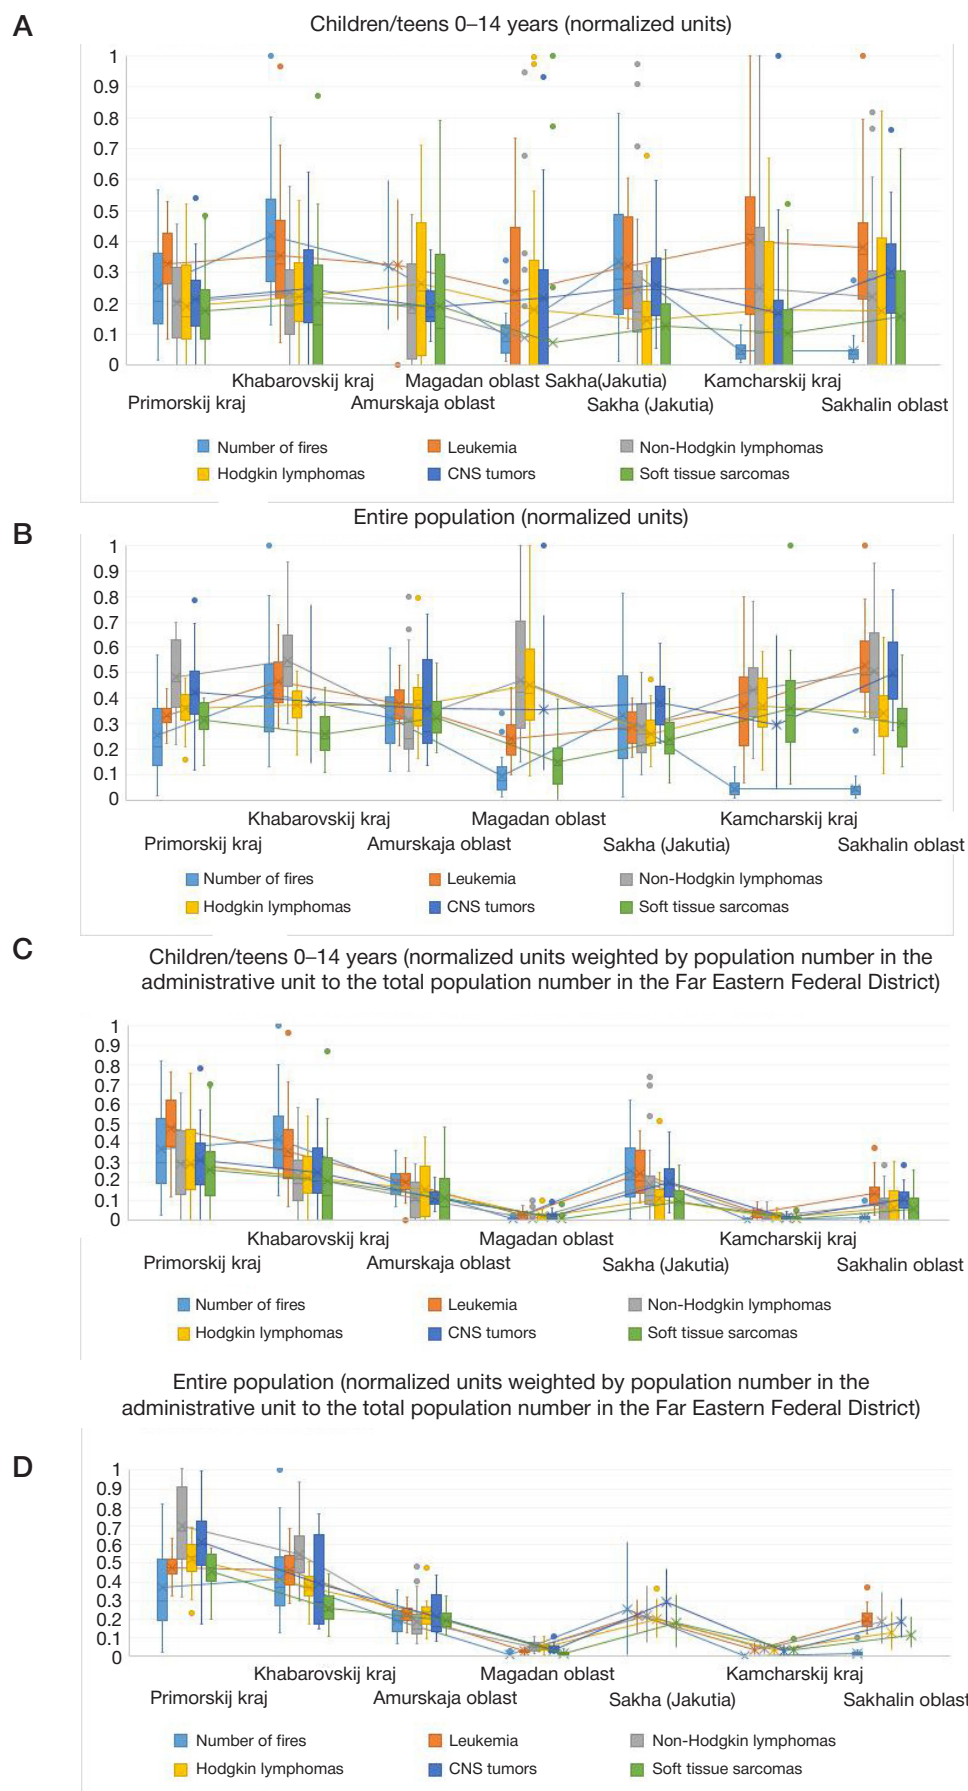 A
Children/teens 0–14 years (normalized units)
1
0.9
0.8
0.7
0.6
0.5
0.4
0.3
0.2
0.1
0
Khabarovskij kraj Magadan oblast Sakha(Jakutia) Kamcharskij kraj
Primorskij kraj Amurskaja oblast Sakha (Jakutia) Sakhalin oblast
Number of fires Leukemia Non-Hodgkin lymphomas
Hodgkin lymphomas CNS tumors Soft tissue sarcomas
B
Entire population (normalized units)
1
0.9
0.8
0.7
0.6
0.5
0.4
0.3
0.2
0.1
0
Khabarovskij kraj Magadan oblast Kamcharskij kraj
Primorskij kraj Amurskaja oblast Sakha (Jakutia) Sakhalin oblast
Number of fires Leukemia Non-Hodgkin lymphomas
Hodgkin lymphomas CNS tumors Soft tissue sarcomas
C
Children/teens 0–14 years (normalized units weighted by population number in the
administrative unit to the total population number in the Far Eastern Federal District)
1
0.9
0.8
0.7
0.6
0.5
0.4
0.3
0.2
0.1
0
Khabarovskij kraj Magadan oblast Kamcharskij kraj
Primorskij kraj Amurskaja oblast Sakha (Jakutia) Sakhalin oblast
Number of fires Leukemia Non-Hodgkin lymphomas
Hodgkin lymphomas CNS tumors Soft tissue sarcomas
Entire population (normalized units weighted by population number in the
administrative unit to the total population number in the Far Eastern Federal District)
D
1
0.9
0.8
0.7
0.6
0.5
0.4
0.3
0.2
0.1
0
Khabarovskij kraj Magadan oblast Kamcharskij kraj
Primorskij kraj Amurskaja oblast Sakha (Jakutia) Sakhalin oblast
Number of fires Leukemia Non-Hodgkin lymphomas
Hodgkin lymphomas CNS tumors Soft tissue sarcomas